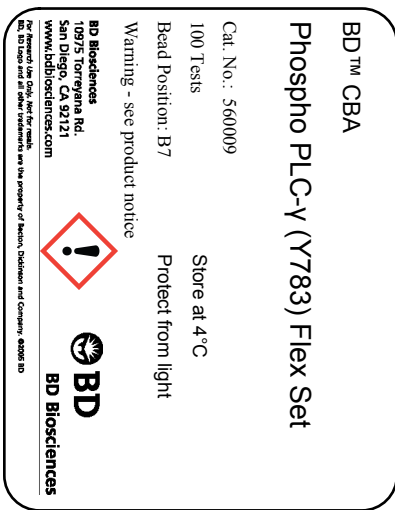 BD™ CBA
Phospho PLC-γ (Y783) Flex Set
Cat. No.: 560009
100 Tests
Store at 4°C
Bead Position: B7
Protect from light
Warning - see product notice
BD Biosciences
10975 Torreyana Rd.
San Diego, CA 92121
www.bdbiosciences.com
BD
BD Biosciences
For Research Use Only. Not for resale.
BD, BD Logo and all other trademarks are the property of Becton, Dickinson and Company. ©2005 BD